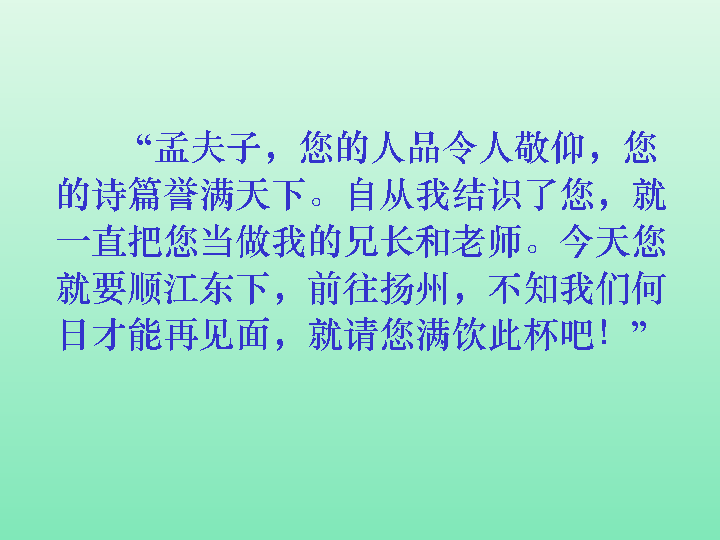 “孟夫子，您的人品令人敬仰，您
的诗篇誉满天下。自从我结识了您，就
一直把您当做我的兄长和老师。今天您
就要顺江东下，前往扬州，不知我们何
日才能再见面，就请您满饮此杯吧！”